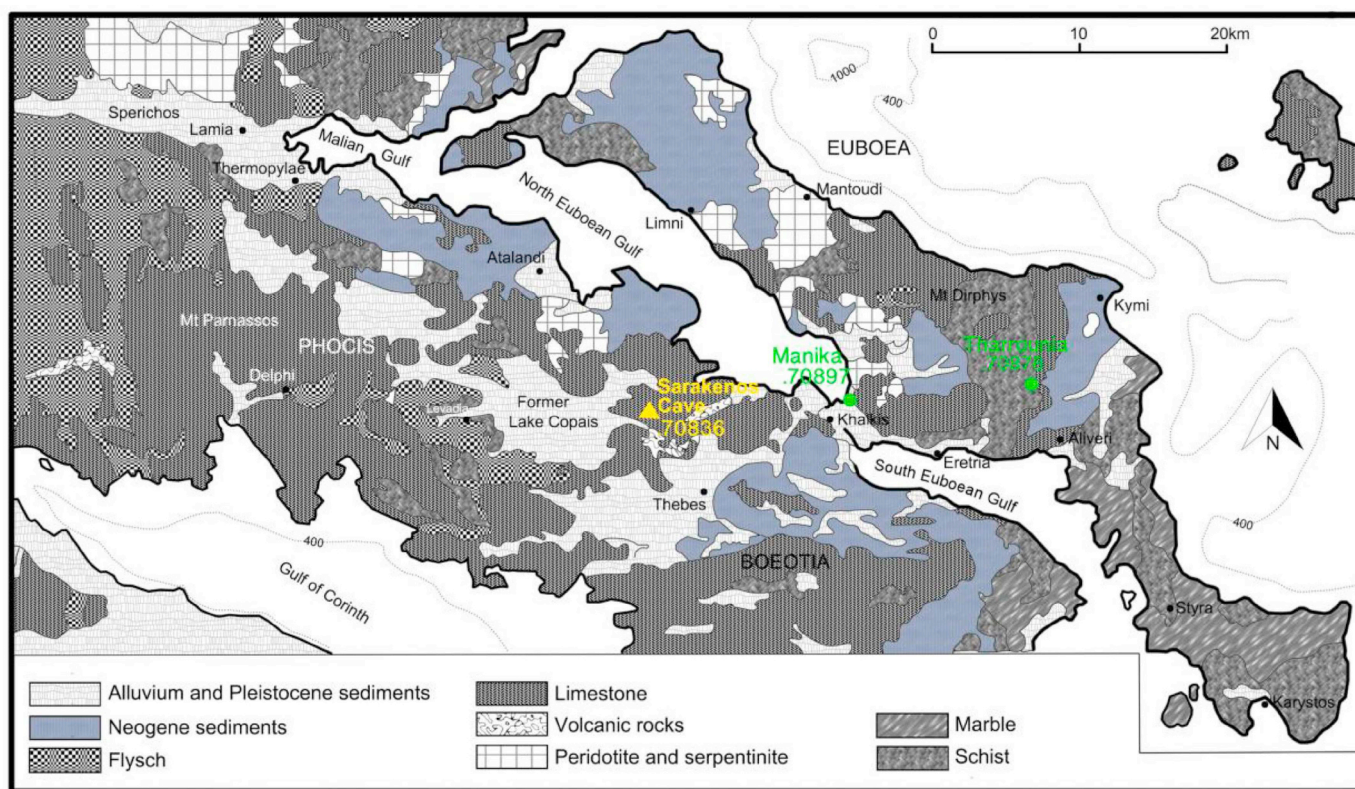 0 10 20km
1000
400
EUBOEA
Sperichos
Lamia
Malian Gulf
Thermopylae
North Euboean Gulf
Limni
Mantoudi
Atalandi
Mt Dirphys
Kymi
Mt Parnassos
PHOCIS
Manika
.70897
Tharrounia
.70875
Delphi
Levadia
Former
Lake Copais
Sarakenos
Cave
.70836
Khalkis
Aliveri
Eretria
N
South Euboean Gulf
Thebes
400
400
BOEOTIA
Gulf of Corinth
Styra
Karystos
Alluvium and Pleistocene sediments
Neogene sediments
Flysch
Limestone
Volcanic rocks
Peridotite and serpentinite
Marble
Schist